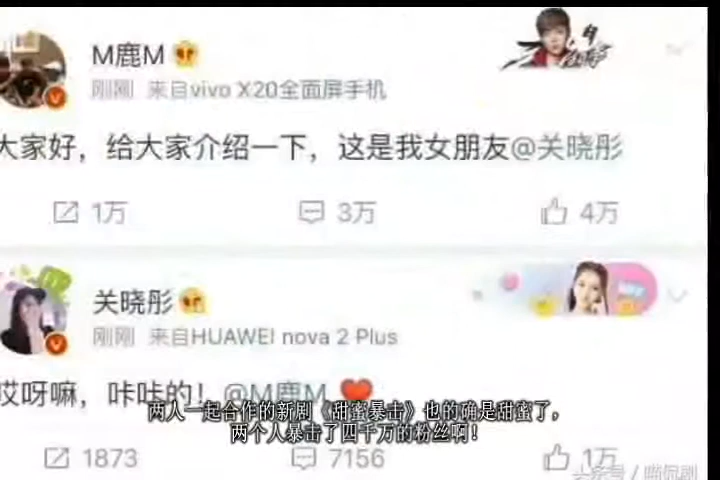 M鹿M
刚刚 来自vivo X20全面屏手机
大家好，给大家介绍一下，这是我女朋友@关晓彤
1万 3万 4万
关晓彤
刚刚 来自HUAWEI nova 2 Plus
哎呀嘛，咔咔的！@M鹿M
两人一起合作的新剧《甜蜜暴击》也的确是甜蜜了，
两个人暴击了四千万的粉丝啊！
1873 7156 1万